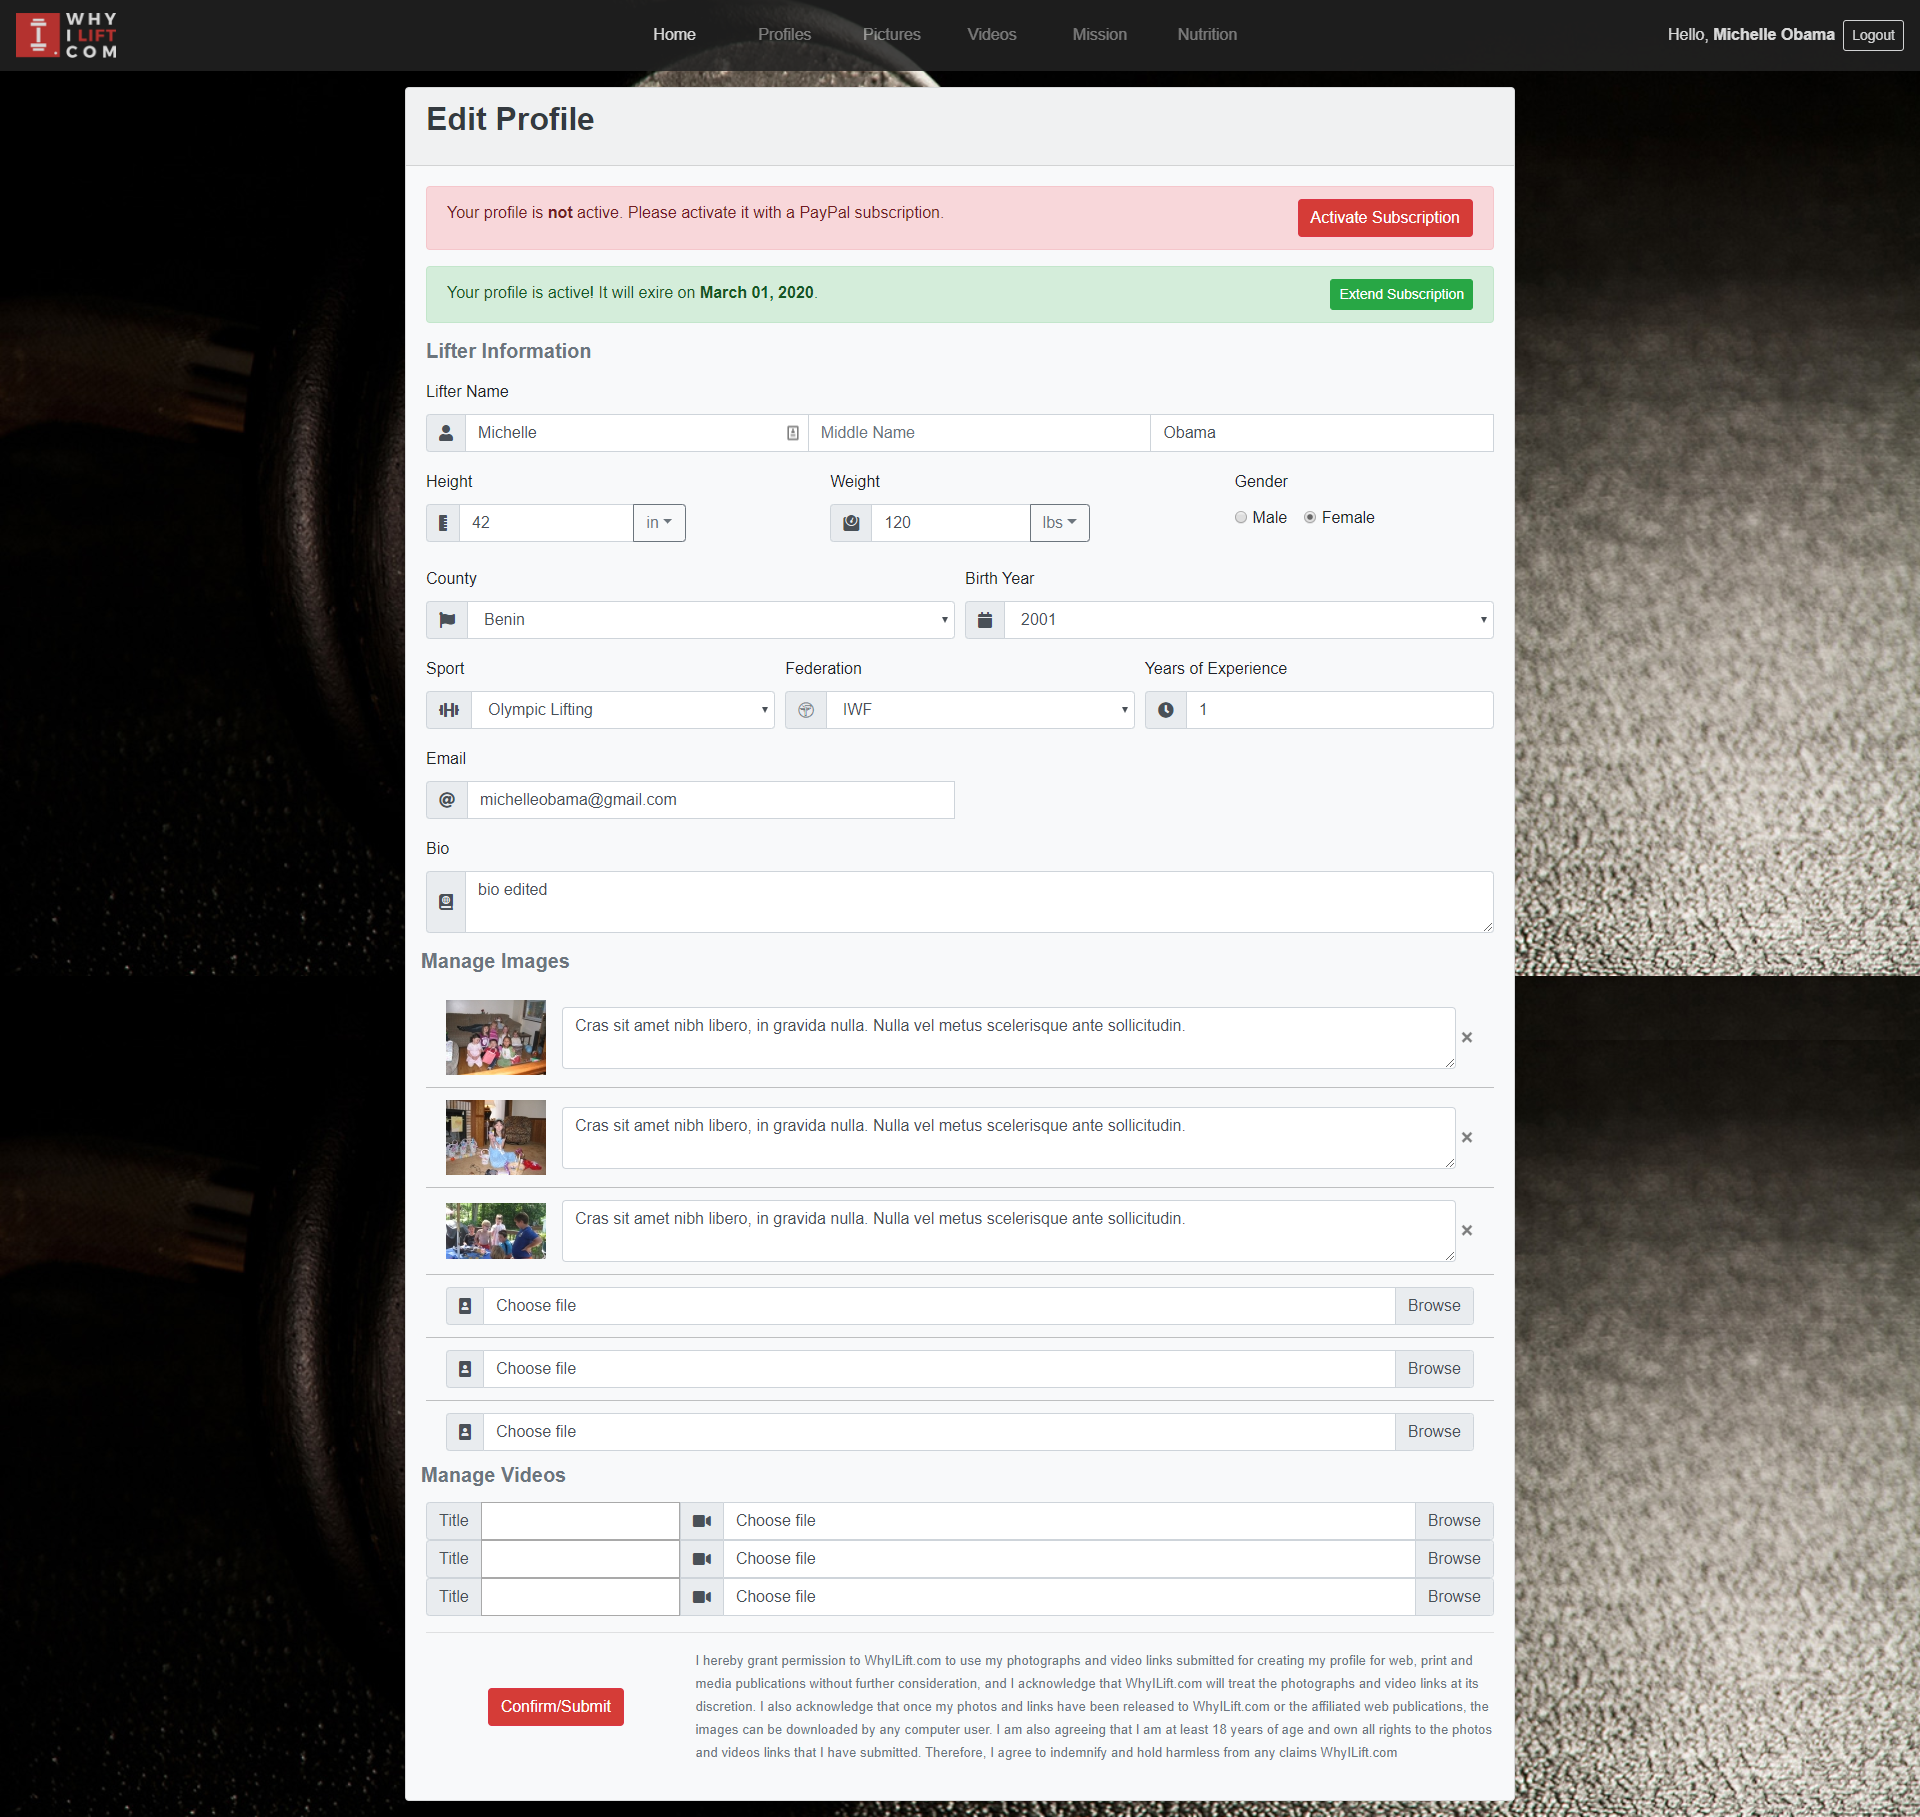 WHY
I LIFT
.COM
Home Profiles Pictures Videos Mission Nutrition
Hello, Michelle Obama Logout
Edit Profile
Your profile is not active. Please activate it with a PayPal subscription. Activate Subscription
Your profile is active! It will exire on March 01, 2020. Extend Subscription
Lifter Information
Lifter Name
Michelle Middle Name Obama
Height Weight Gender
42 in 120 lbs Male Female
County Birth Year
Benin 2001
Sport Federation Years of Experience
Olympic Lifting IWF 1
Email
@ michelleobama@gmail.com
Bio
bio edited
Manage Images
Cras sit amet nibh libero, in gravida nulla. Nulla vel metus scelerisque ante sollicitudin. ×
Cras sit amet nibh libero, in gravida nulla. Nulla vel metus scelerisque ante sollicitudin. ×
Cras sit amet nibh libero, in gravida nulla. Nulla vel metus scelerisque ante sollicitudin. ×
Choose file Browse
Choose file Browse
Choose file Browse
Manage Videos
Title Choose file Browse
Title Choose file Browse
Title Choose file Browse
I hereby grant permission to WhyILift.com to use my photographs and video links submitted for creating my profile for web, print and
media publications without further consideration, and I acknowledge that WhyILift.com will treat the photographs and video links at its
discretion. I also acknowledge that once my photos and links have been released to WhyILift.com or the affiliated web publications, the
images can be downloaded by any computer user. I am also agreeing that I am at least 18 years of age and own all rights to the photos
and videos links that I have submitted. Therefore, I agree to indemnify and hold harmless from any claims WhyILift.com
Confirm/Submit